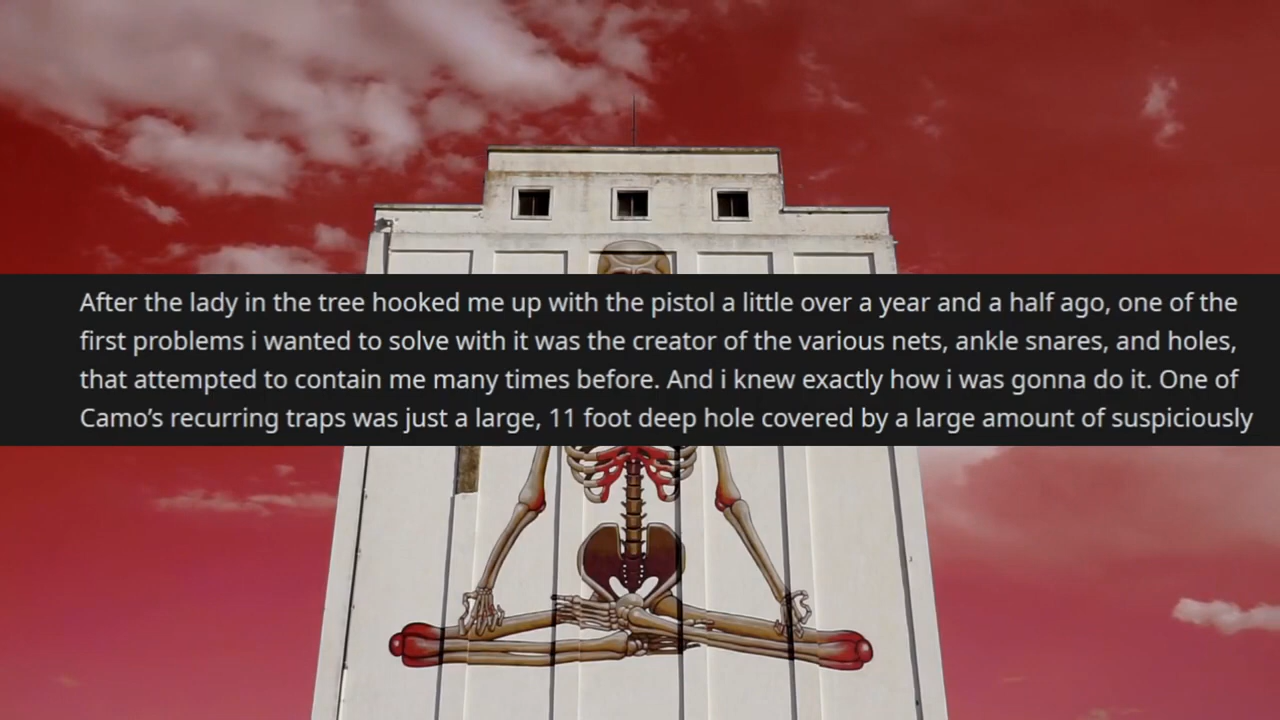 After the lady in the tree hooked me up with the pistol a little over a year and a half ago, one of the
first problems i wanted to solve with it was the creator of the various nets, ankle snares, and holes,
that attempted to contain me many times before. And i knew exactly how i was gonna do it. One of
Camo’s recurring traps was just a large, 11 foot deep hole covered by a large amount of suspiciously